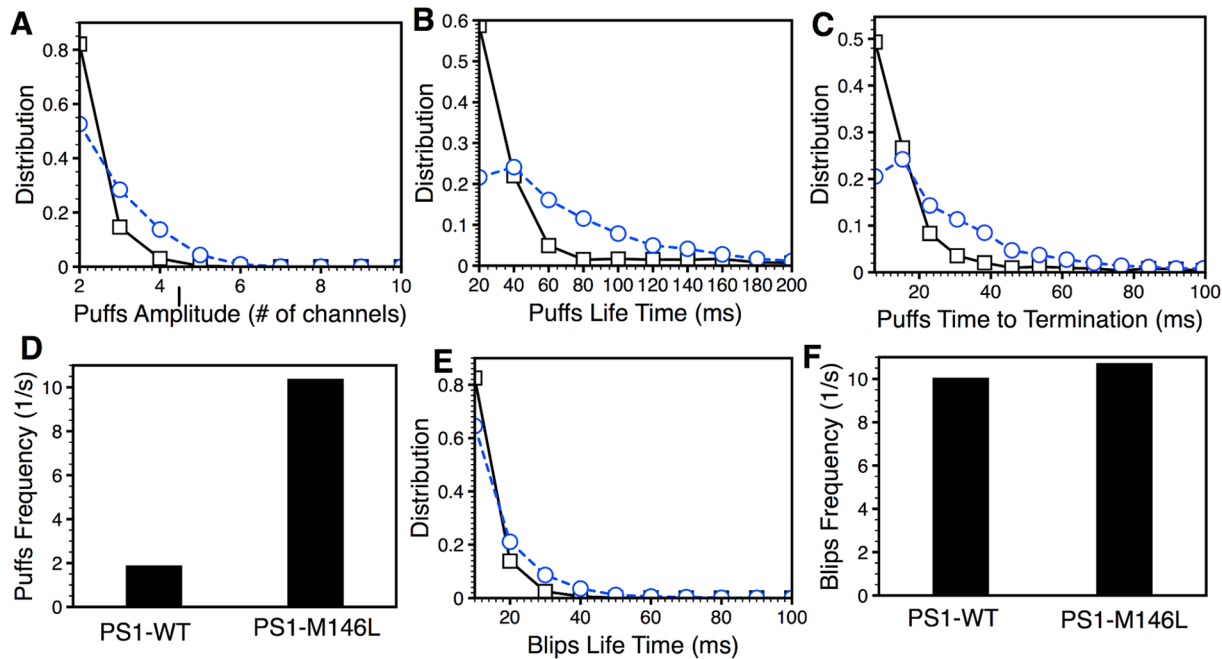 A
Distribution
0.8
0.6
0.4
0.2
0
2 4 6 8 10
Puffs Amplitude (# of channels)
B
Distribution
0.6
0.5
0.4
0.3
0.2
0.1
0
20 40 60 80 100 120 140 160 180 200
Puffs Life Time (ms)
C
Distribution
0.5
0.4
0.3
0.2
0.1
0
20 40 60 80 100
Puffs Time to Termination (ms)
D
Puffs Frequency (1/s)
10
8
6
4
2
0
PS1-WT PS1-M146L
E
Distribution
0.8
0.6
0.4
0.2
0
20 40 60 80 100
Blips Life Time (ms)
F
Blips Frequency (1/s)
10
8
6
4
2
0
PS1-WT PS1-M146L